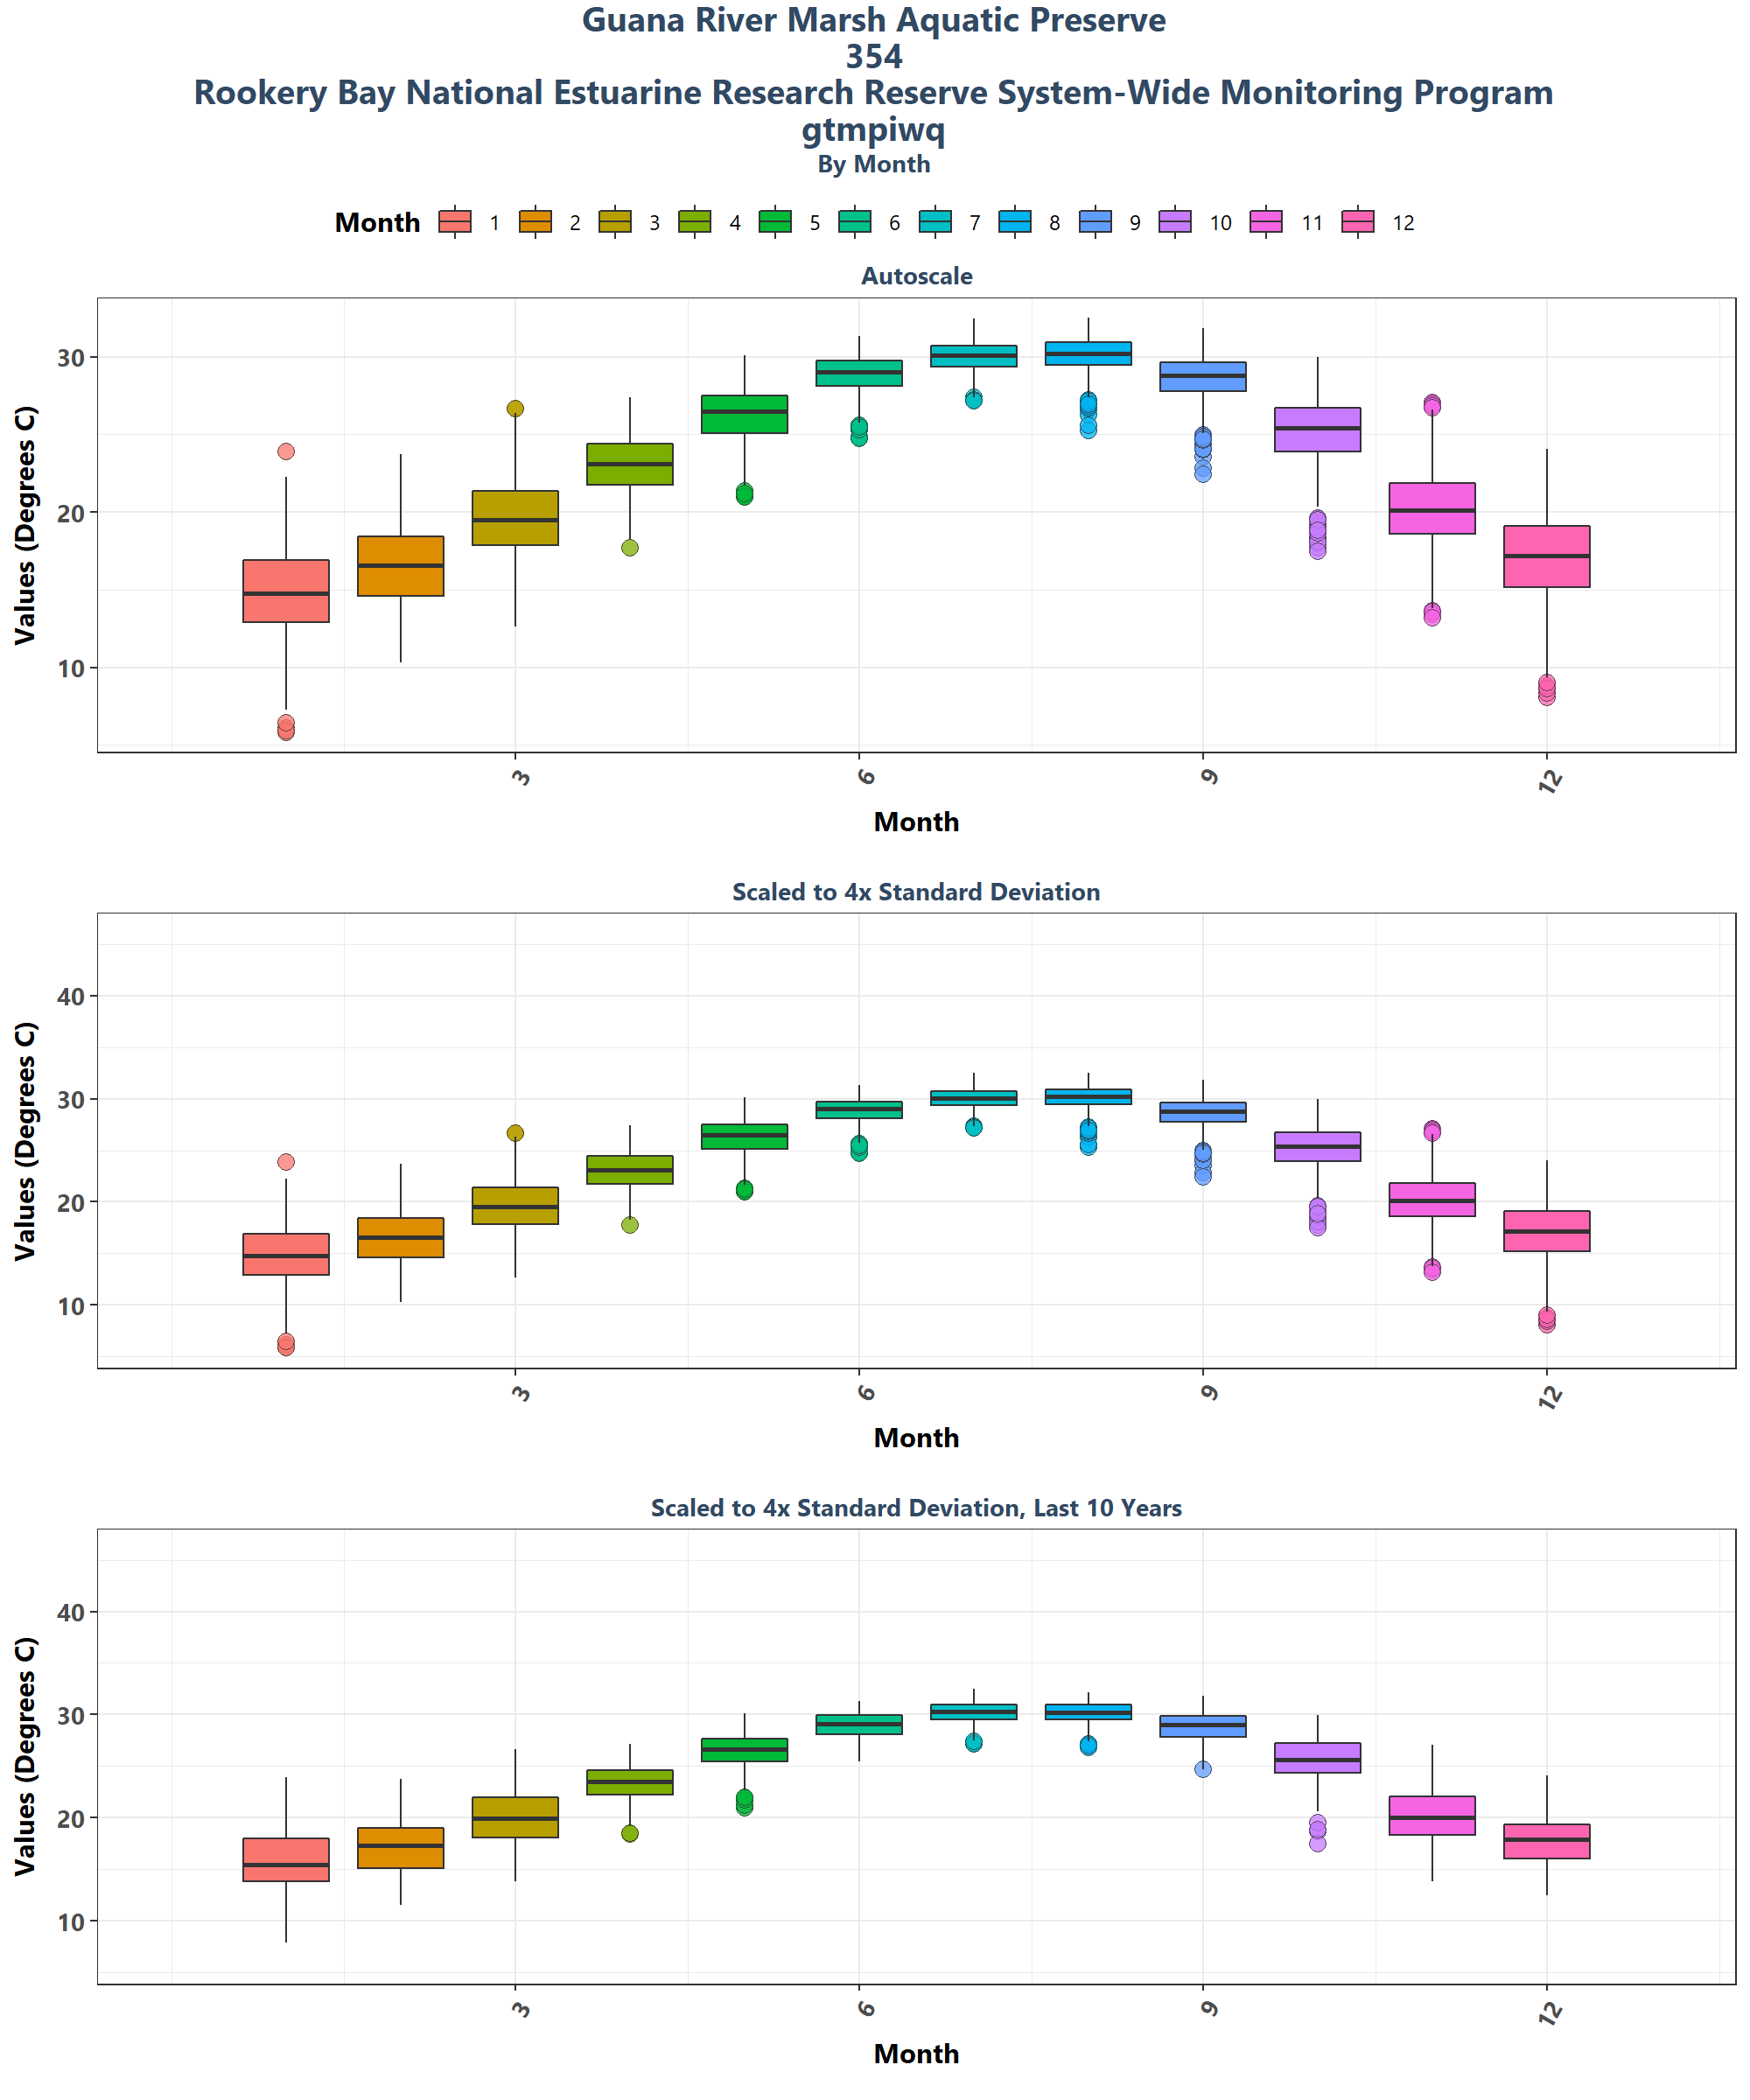 Guana River Marsh Aquatic Preserve
354
Rookery Bay National Estuarine Research Reserve System-Wide Monitoring Program
gtmpiwq
By Month
Month 1 2 3 4 5 6 7 8 9 10 11 12
Autoscale
Values (Degrees C)
30
20
10
3 6 9 12
Month
Scaled to 4x Standard Deviation
Values (Degrees C)
40
30
20
10
3 6 9 12
Month
Scaled to 4x Standard Deviation, Last 10 Years
Values (Degrees C)
40
30
20
10
3 6 9 12
Month